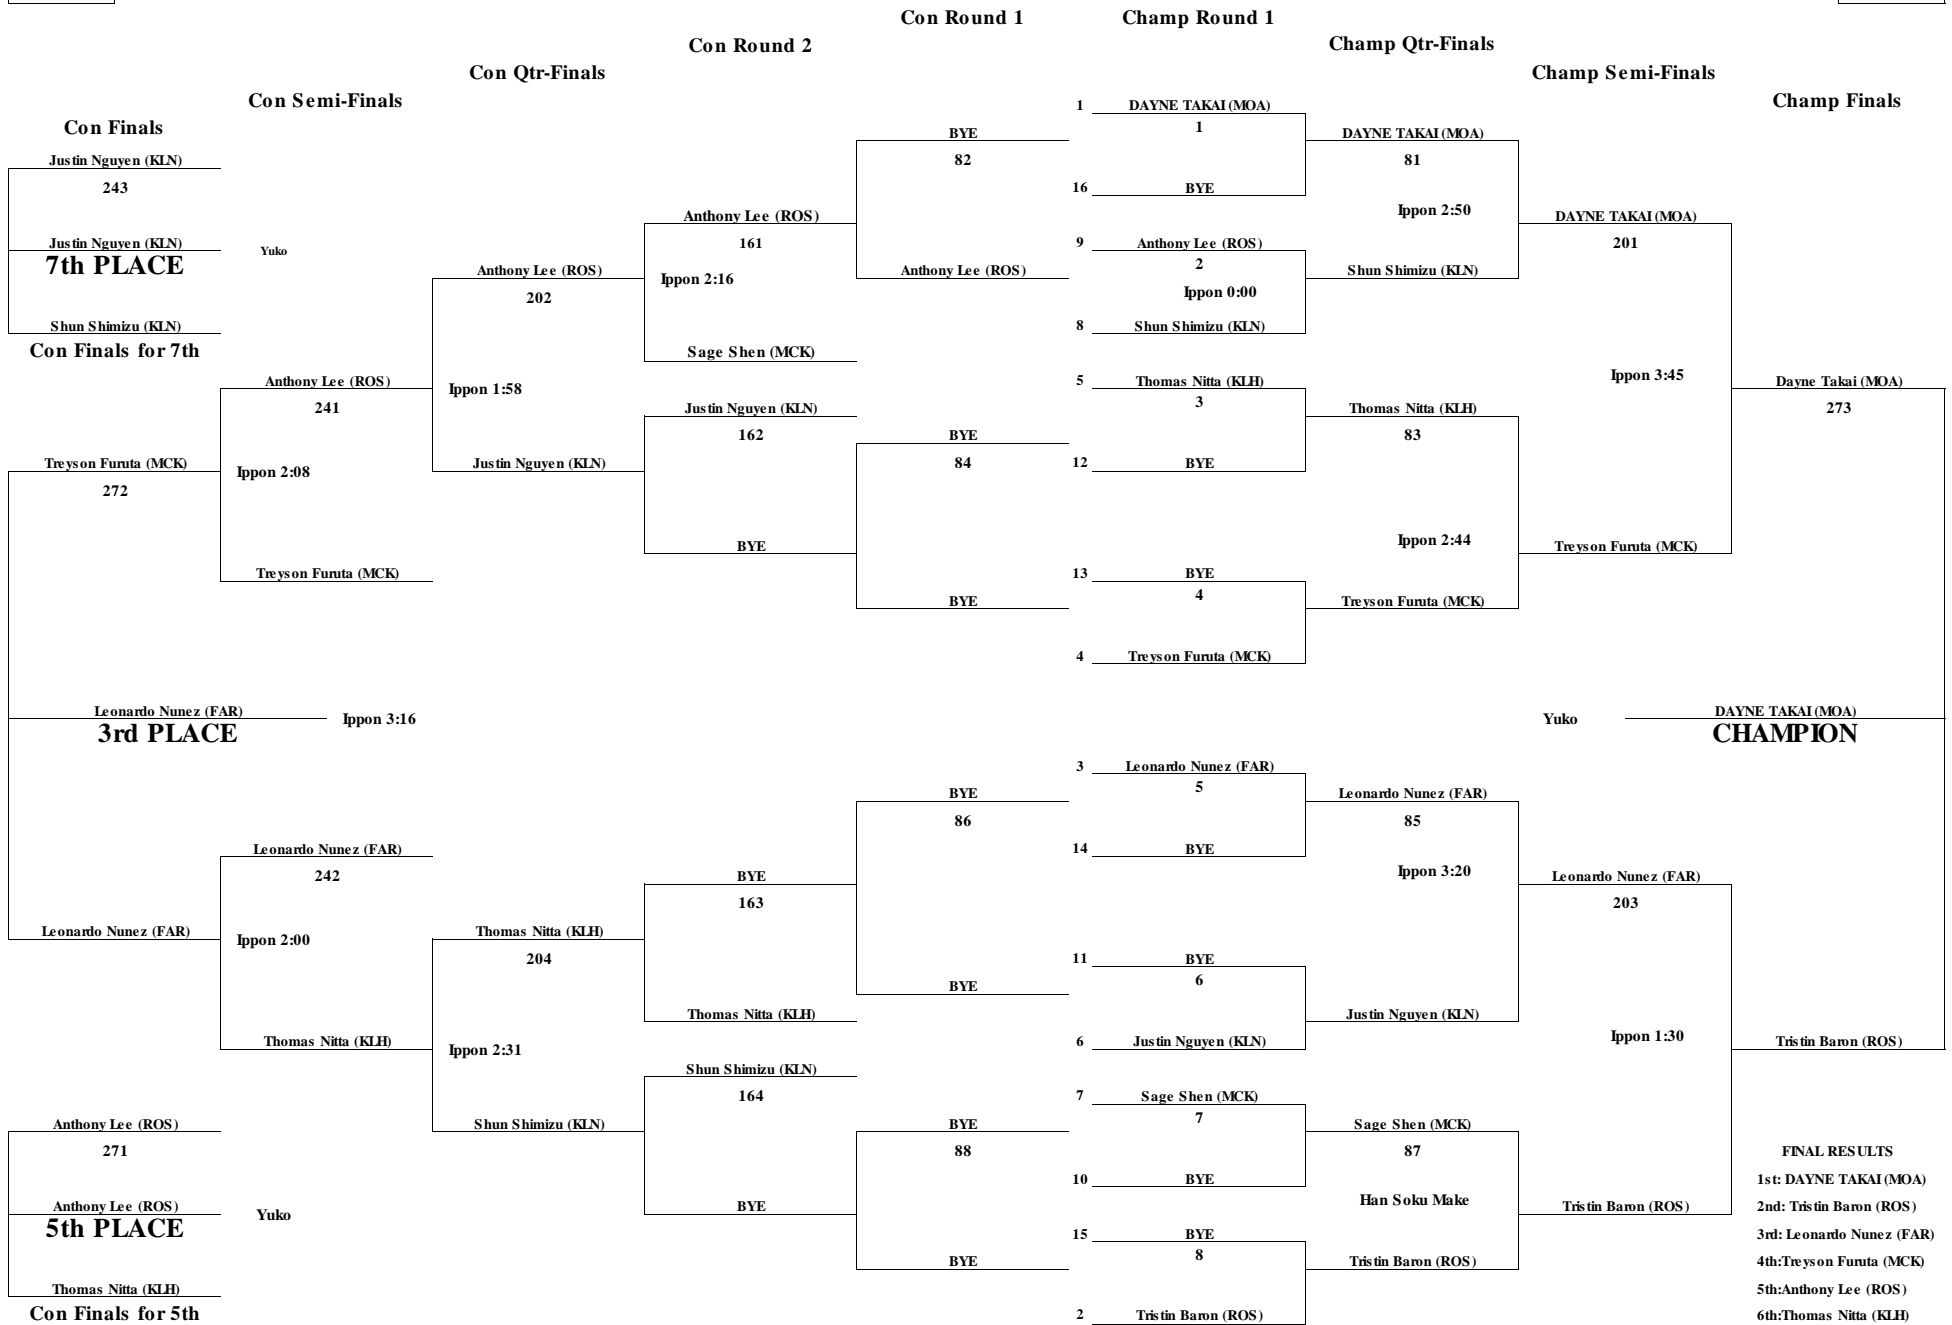 Con Round 1
Champ Round 1
Con Round 2
Champ Qtr-Finals
Con Qtr-Finals
Champ Semi-Finals
Con Semi-Finals
Champ Finals
Con Finals
Justin Nguyen (KLN)
243
Justin Nguyen (KLN)
7th PLACE
Yuko
Shun Shimizu (KLN)
Con Finals for 7th
Treyson Furuta (MCK)
272
Leonardo Nunez (FAR)
3rd PLACE
Ippon 3:16
Leonardo Nunez (FAR)
Anthony Lee (ROS)
271
Anthony Lee (ROS)
5th PLACE
Yuko
Thomas Nitta (KLH)
Con Finals for 5th
Anthony Lee (ROS)
241
Ippon 2:08
Treyson Furuta (MCK)
Leonardo Nunez (FAR)
242
Ippon 2:00
Thomas Nitta (KLH)
Anthony Lee (ROS)
202
Ippon 1:58
Justin Nguyen (KLN)
Thomas Nitta (KLH)
204
Ippon 2:31
Shun Shimizu (KLN)
Anthony Lee (ROS)
161
Ippon 2:16
Sage Shen (MCK)
Justin Nguyen (KLN)
162
BYE
BYE
163
Thomas Nitta (KLH)
Shun Shimizu (KLN)
164
BYE
BYE
82
Anthony Lee (ROS)
BYE
84
BYE
BYE
86
BYE
BYE
88
BYE
1 DAYNE TAKAI (MOA)
1
16 BYE
9 Anthony Lee (ROS)
2
Ippon 0:00
8 Shun Shimizu (KLN)
5 Thomas Nitta (KLH)
3
12 BYE
13 BYE
4
4 Treyson Furuta (MCK)
3 Leonardo Nunez (FAR)
5
14 BYE
11 BYE
6
6 Justin Nguyen (KLN)
7 Sage Shen (MCK)
7
10 BYE
15 BYE
8
2 Tristin Baron (ROS)
DAYNE TAKAI (MOA)
81
Ippon 2:50
Shun Shimizu (KLN)
Thomas Nitta (KLH)
83
Ippon 2:44
Treyson Furuta (MCK)
Leonardo Nunez (FAR)
85
Ippon 3:20
Justin Nguyen (KLN)
Sage Shen (MCK)
87
Han Soku Make
Tristin Baron (ROS)
DAYNE TAKAI (MOA)
201
Ippon 3:45
Treyson Furuta (MCK)
Leonardo Nunez (FAR)
203
Ippon 1:30
Tristin Baron (ROS)
Dayne Takai (MOA)
273
Yuko
DAYNE TAKAI (MOA)
CHAMPION
Tristin Baron (ROS)
FINAL RESULTS
1st: DAYNE TAKAI (MOA)
2nd: Tristin Baron (ROS)
3rd: Leonardo Nunez (FAR)
4th:Treyson Furuta (MCK)
5th:Anthony Lee (ROS)
6th:Thomas Nitta (KLH)